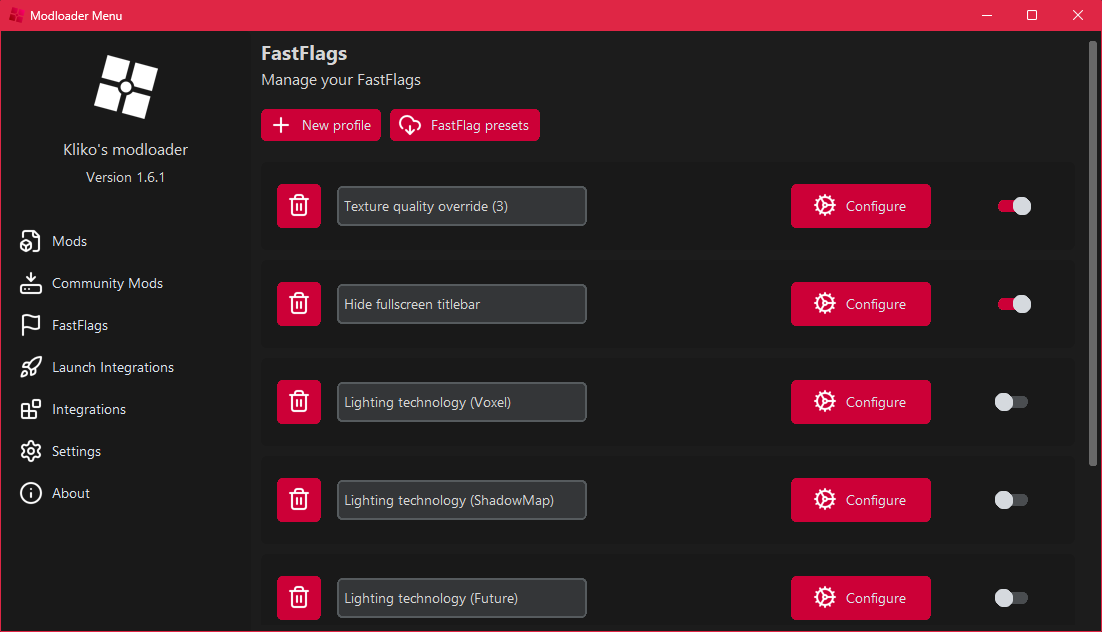 Modloader Menu
Kliko's modloader
Version 1.6.1
Mods
Community Mods
FastFlags
Launch Integrations
Integrations
Settings
About
FastFlags
Manage your FastFlags
New profile
FastFlag presets
Texture quality override (3)
Configure
Hide fullscreen titlebar
Configure
Lighting technology (Voxel)
Configure
Lighting technology (ShadowMap)
Configure
Lighting technology (Future)
Configure